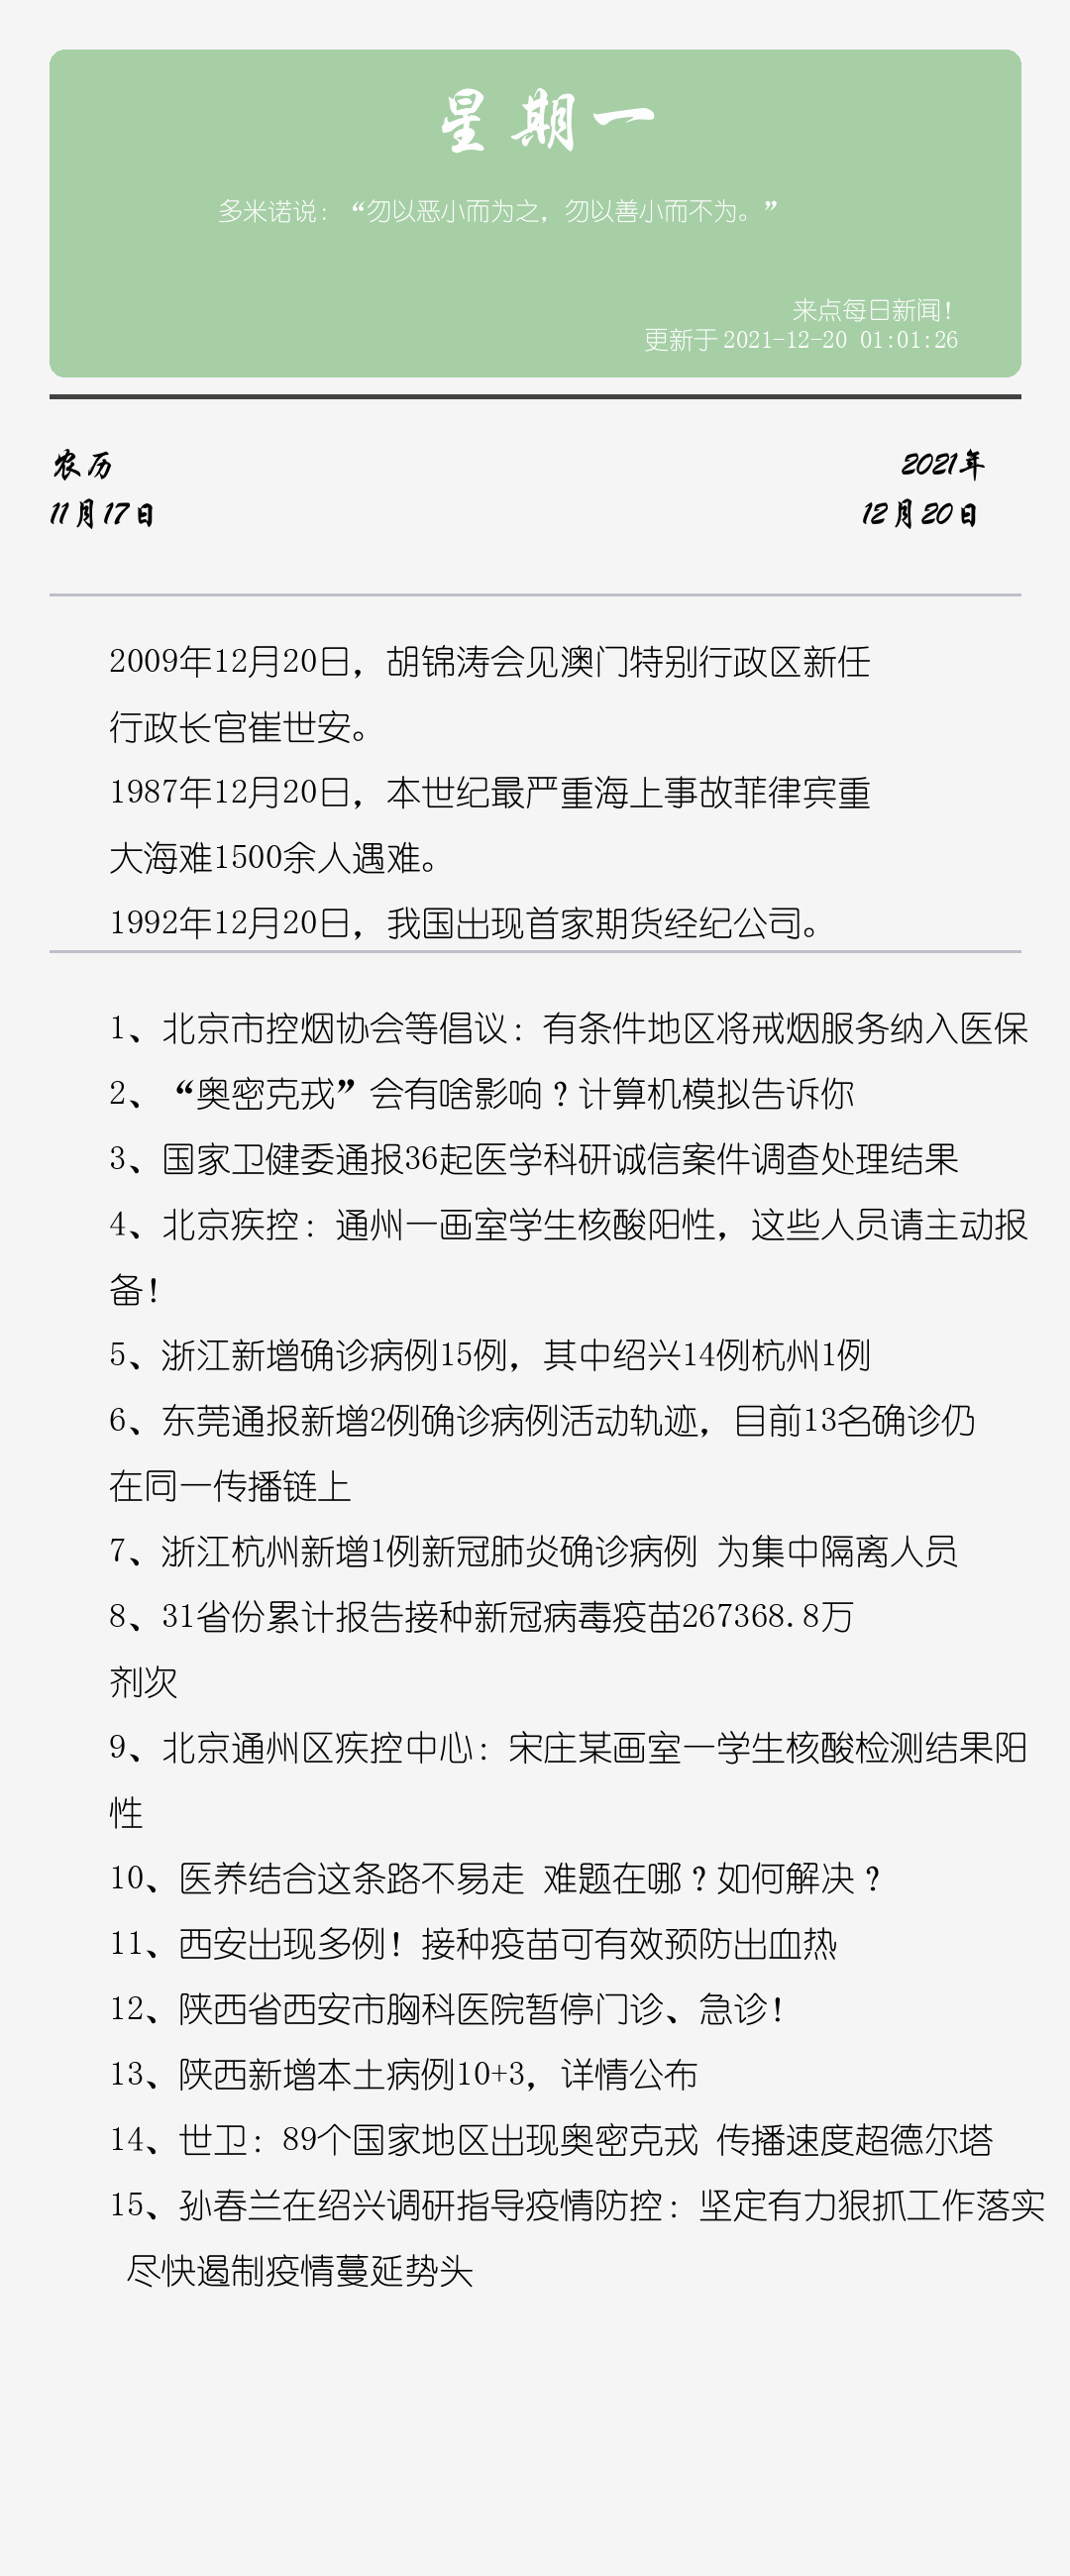 星期一
多米诺说：“勿以恶小而为之，勿以善小而不为。”
来点每日新闻！
更新于 2021-12-20 01:01:26
农历
2021年
11月17日
12月20日
2009年12月20日，胡锦涛会见澳门特别行政区新任
行政长官崔世安。
1987年12月20日，本世纪最严重海上事故菲律宾重
大海难1500余人遇难。
1992年12月20日，我国出现首家期货经纪公司。
1、北京市控烟协会等倡议：有条件地区将戒烟服务纳入医保
2、“奥密克戎”会有啥影响？计算机模拟告诉你
3、国家卫健委通报36起医学科研诚信案件调查处理结果
4、北京疾控：通州一画室学生核酸阳性，这些人员请主动报
备！
5、浙江新增确诊病例15例，其中绍兴14例杭州1例
6、东莞通报新增2例确诊病例活动轨迹，目前13名确诊仍
在同一传播链上
7、浙江杭州新增1例新冠肺炎确诊病例 为集中隔离人员
8、31省份累计报告接种新冠病毒疫苗267368.8万
剂次
9、北京通州区疾控中心：宋庄某画室一学生核酸检测结果阳
性
10、医养结合这条路不易走 难题在哪？如何解决？
11、西安出现多例！接种疫苗可有效预防出血热
12、陕西省西安市胸科医院暂停门诊、急诊！
13、陕西新增本土病例10+3，详情公布
14、世卫：89个国家地区出现奥密克戎 传播速度超德尔塔
15、孙春兰在绍兴调研指导疫情防控：坚定有力狠抓工作落实
尽快遏制疫情蔓延势头